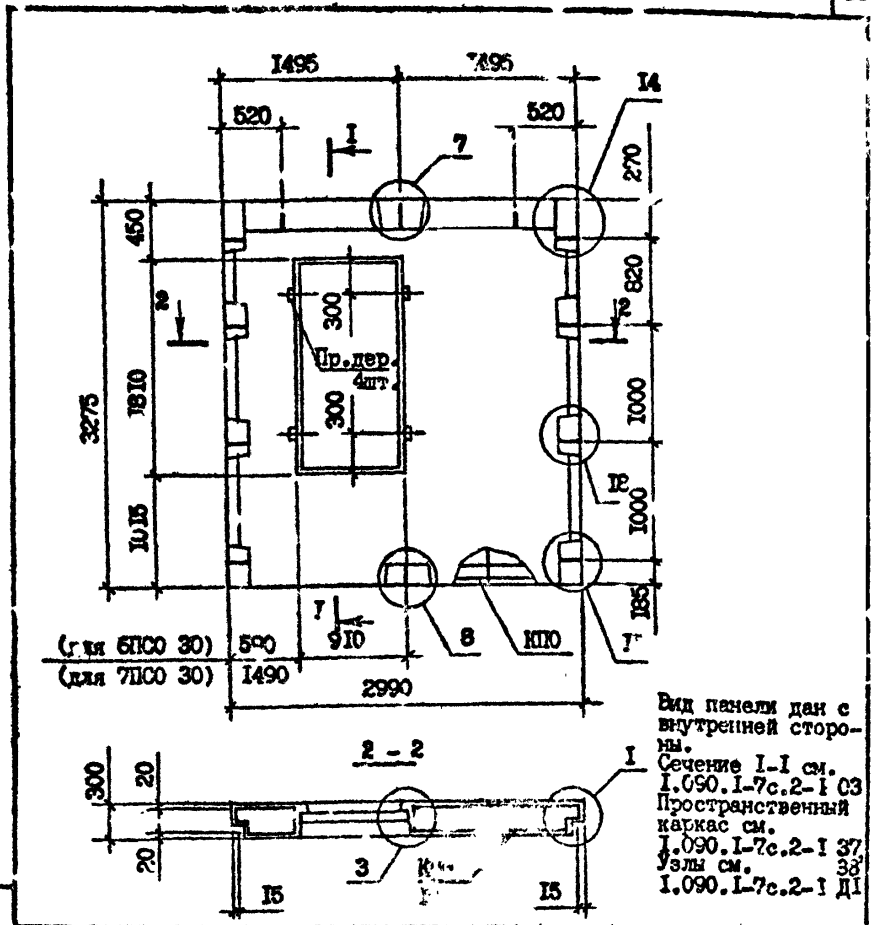 1495 1495
14
520 520
I
7
270
450
820
2
2
300
Пр.дер.
4шт.
3275
1810
300
1000
12
1000
1015
185
8
КПО
(для 6ПСО 30) 590
910
(для 7ПСО 30) 1490
2990
2 - 2
I
300
20
20
15
3
15
Вид панели дан с
внутренней сторо-
ны.
Сечение I-I см.
I.090.I-7с.2-I 03
Пространственный
каркас см.
I.090.I-7с.2-I 37
Узлы см. 38
I.090.I-7с.2-I Д1